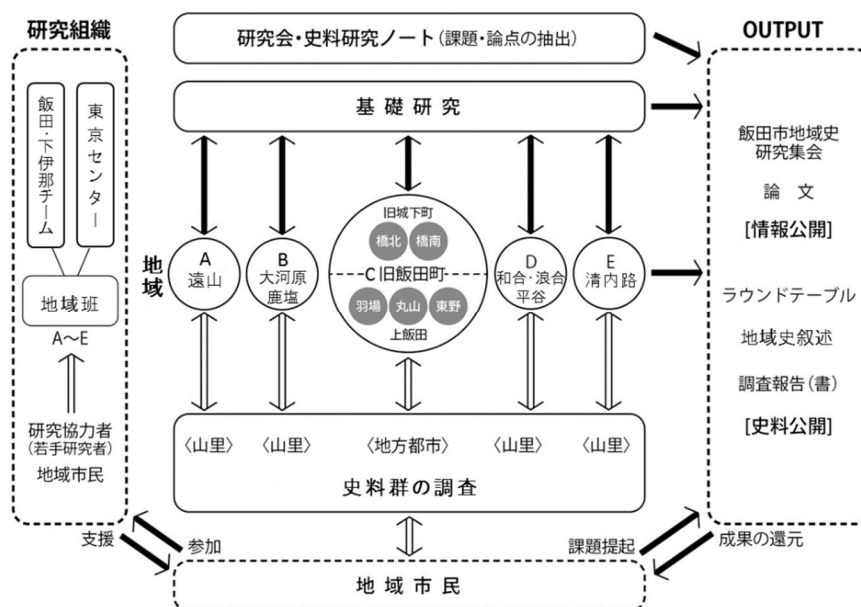 研究組織
飯田・下伊那チーム
東京センター
地域班
A〜E
研究協力者
(若手研究者)
地域市民
研究会・史料研究ノート(課題・論点の抽出)
基礎研究
地域
A
遠山
B
大河原
鹿塩
旧城下町
橋北
橋南
C 旧飯田町
羽場
丸山
東野
上飯田
D
和合・浪合
平谷
E
清内路
〈山里〉 〈山里〉 〈地方都市〉 〈山里〉 〈山里〉
史料群の調査
支援
参加
課題提起
成果の還元
地域市民
OUTPUT
飯田市地域史
研究集会
論文
[情報公開]
ラウンドテーブル
地域史叙述
調査報告(書)
[史料公開]